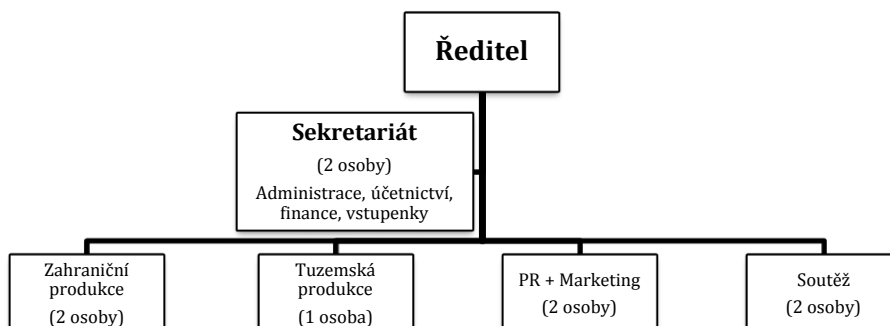 Ředitel
Sekretariát
(2 osoby)
Administrace, účetnictví,
finance, vstupenky
Zahraniční
produkce
(2 osoby)
Tuzemská
produkce
(1 osoba)
PR + Marketing
(2 osoby)
Soutěž
(2 osoby)